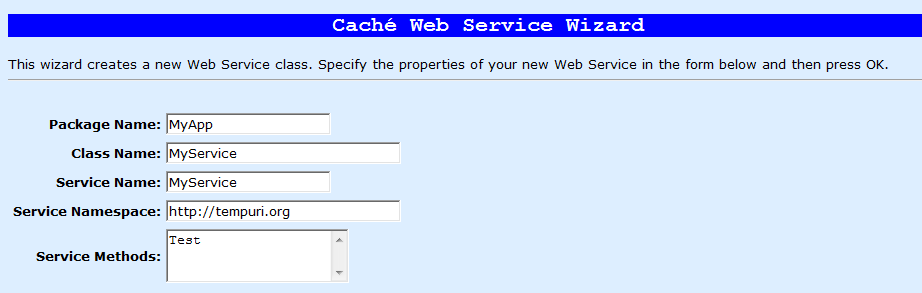 Caché Web Service Wizard
This wizard creates a new Web Service class. Specify the properties of your new Web Service in the form below and then press OK.
Package Name: MyApp
Class Name: MyService
Service Name: MyService
Service Namespace: http://tempuri.org
Service Methods: Test